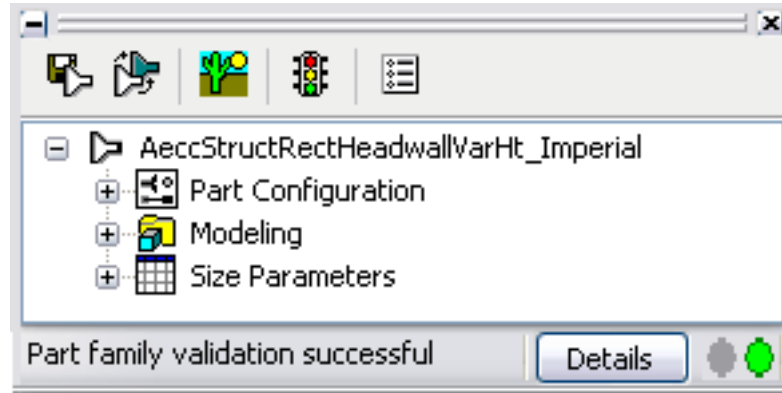 AeccStructRectHeadwallVarHt_Imperial
Part Configuration
Modeling
Size Parameters
Part family validation successful Details